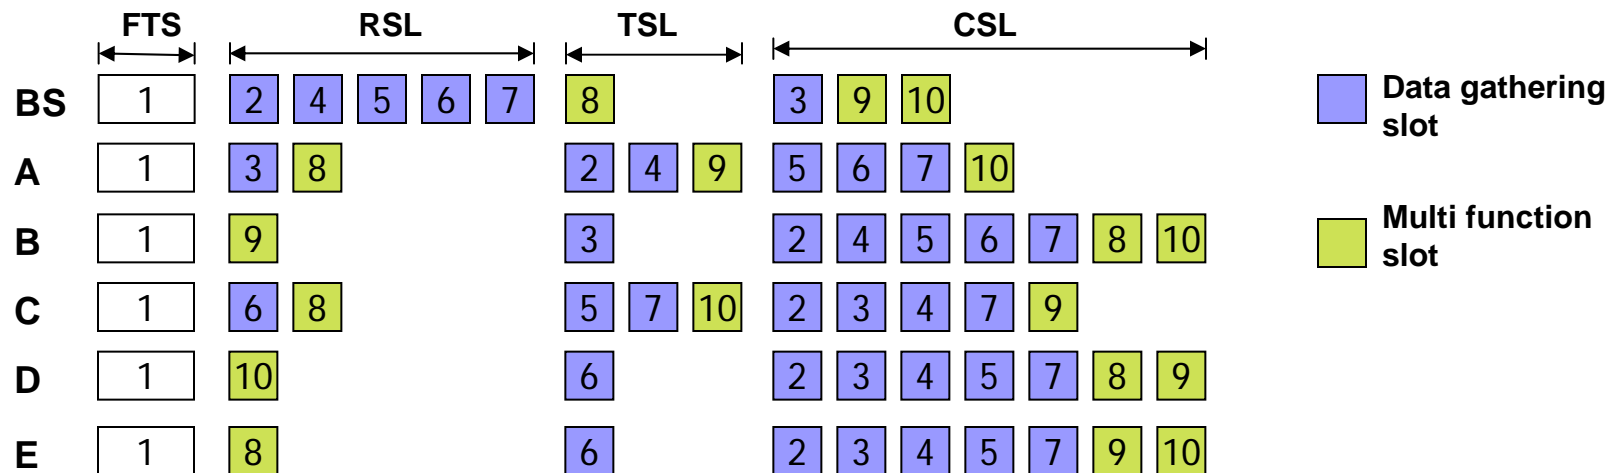 FTS RSL TSL CSL
BS 1 2 4 5 6 7 8 3 9 10
Data gathering
slot
A 1 3 8 2 4 9 5 6 7 10
B 1 9 3 2 4 5 6 7 8 10
Multi function
slot
C 1 6 8 5 7 10 2 3 4 7 9
D 1 10 6 2 3 4 5 7 8 9
E 1 8 6 2 3 4 5 7 9 10